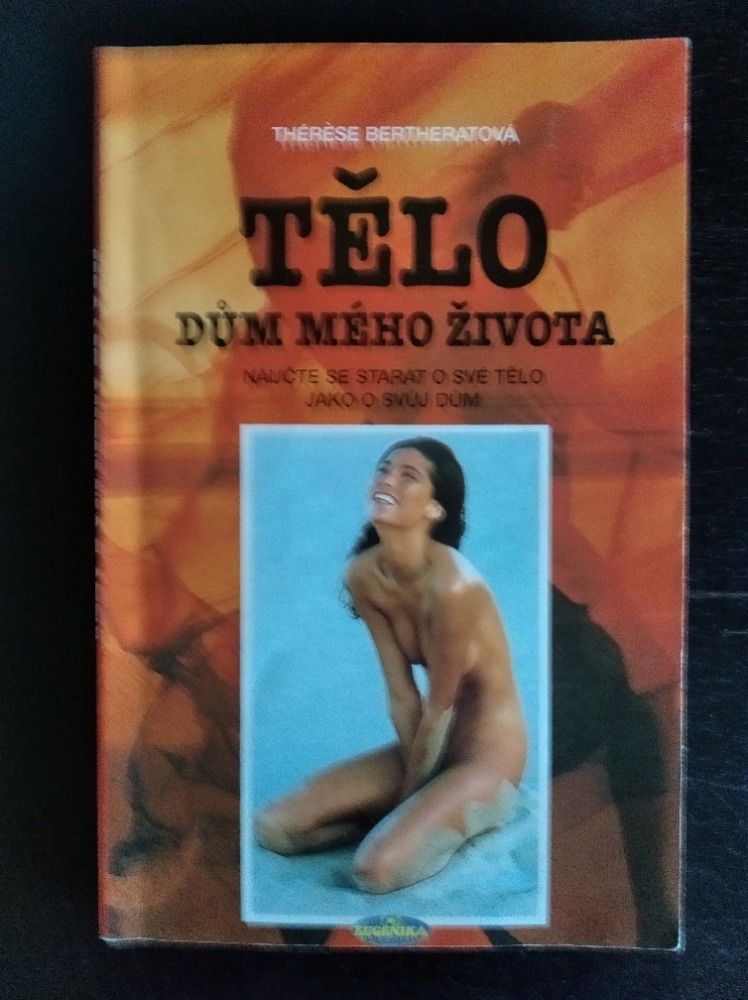 THÉRÈSE BERTHERATOVÁ
TĚLO
DŮM MÉHO ŽIVOTA
NAUČTE SE STARAT O SVÉ TĚLO
JAKO O SVŮJ DŮM
EUGENIKA